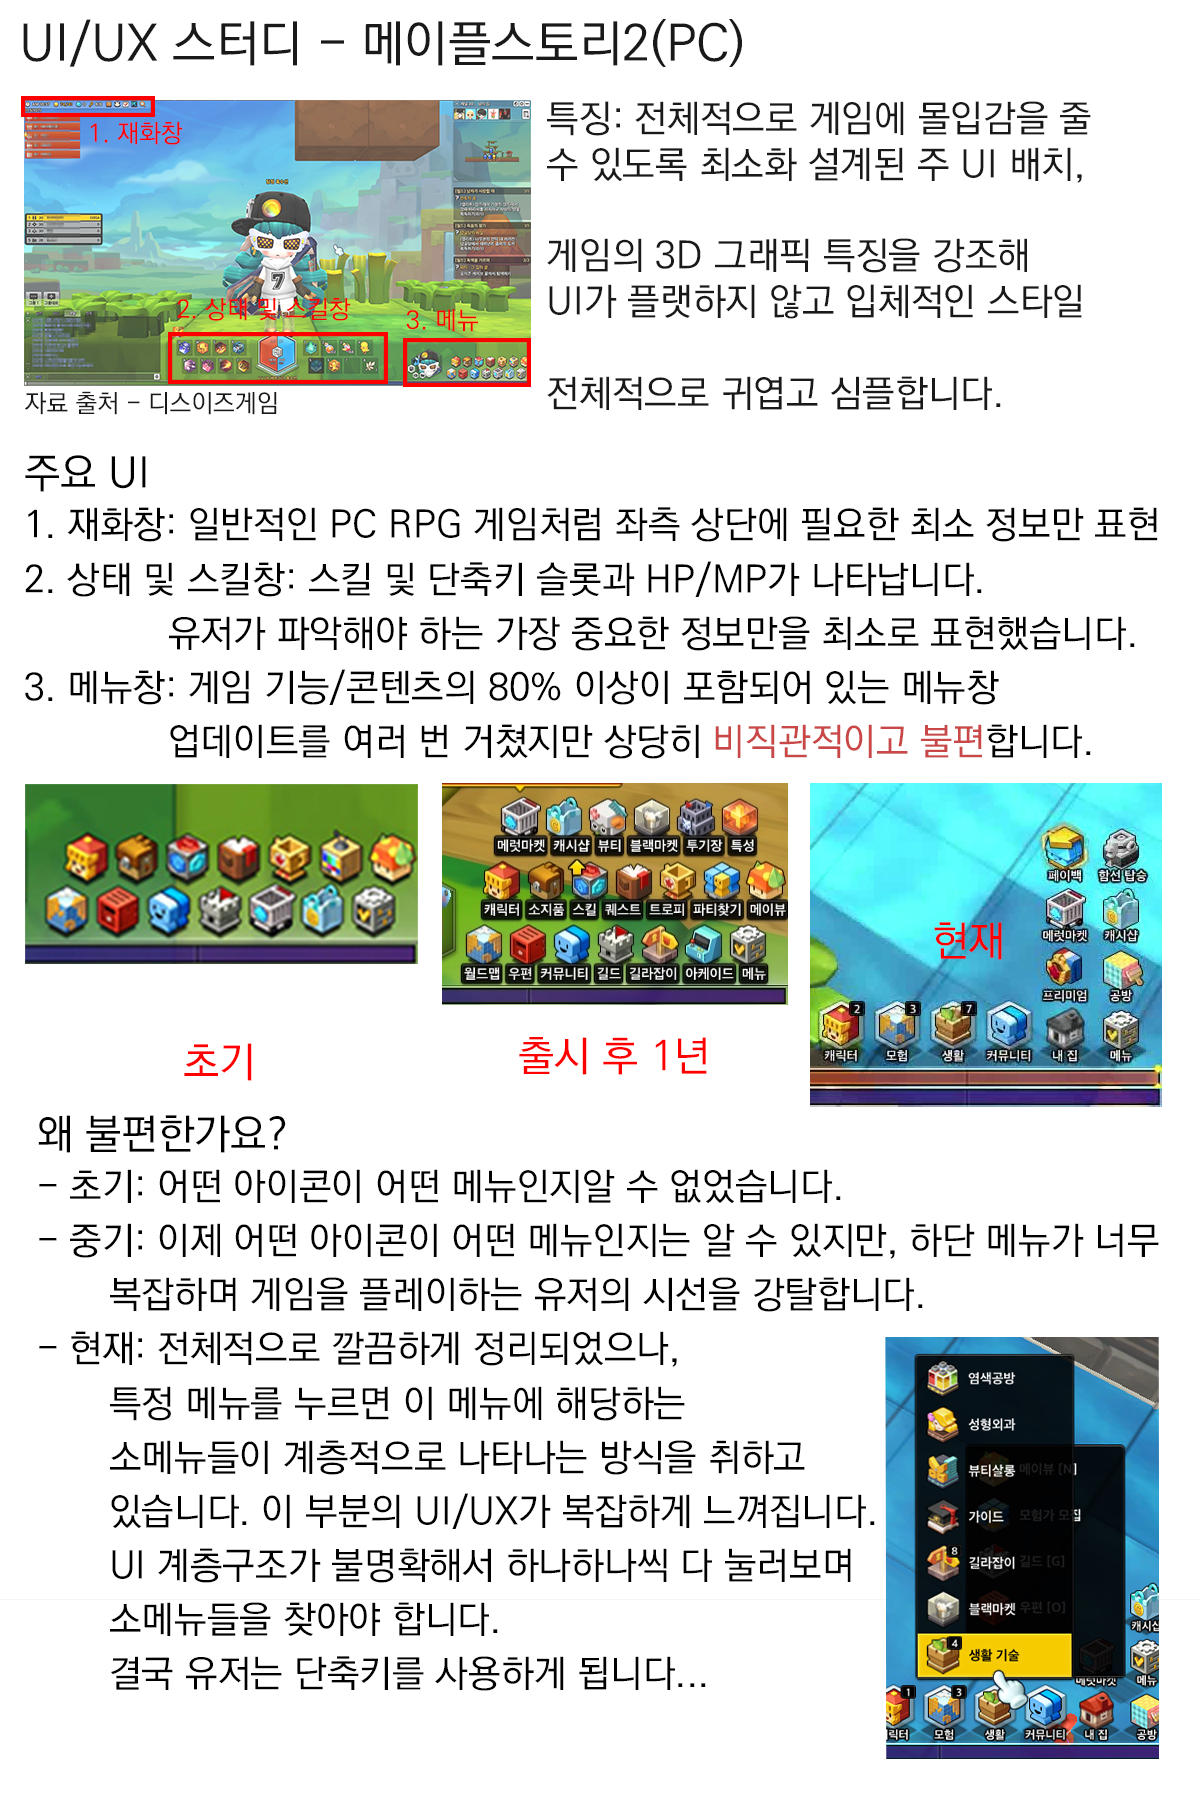 UI/UX 스터디 - 메이플스토리2(PC)
1. 재화창
2. 상태 및 스킬창
3. 메뉴
자료 출처 - 디스이즈게임
특징: 전체적으로 게임에 몰입감을 줄
수 있도록 최소화 설계된 주 UI 배치,
게임의 3D 그래픽 특징을 강조해
UI가 플랫하지 않고 입체적인 스타일
전체적으로 귀엽고 심플합니다.
주요 UI
1. 재화창: 일반적인 PC RPG 게임처럼 좌측 상단에 필요한 최소 정보만 표현
2. 상태 및 스킬창: 스킬 및 단축키 슬롯과 HP/MP가 나타납니다.
유저가 파악해야 하는 가장 중요한 정보만을 최소로 표현했습니다.
3. 메뉴창: 게임 기능/콘텐츠의 80% 이상이 포함되어 있는 메뉴창
업데이트를 여러 번 거쳤지만 상당히 비직관적이고 불편합니다.
초기
메럿마켓 캐시샵 뷰티 블랙마켓 투기장 특성
캐릭터 소지품 스킬 퀘스트 트로피 파티찾기 메이뷰
월드맵 우편 커뮤니티 길드 길라잡이 아케이드 메뉴
출시 후 1년
현재
페이백 함선 탑승
메럿마켓 캐시샵
프리미엄 공방
2 3 7
캐릭터 모험 생활 커뮤니티 내 집 메뉴
왜 불편한가요?
- 초기: 어떤 아이콘이 어떤 메뉴인지알 수 없었습니다.
- 중기: 이제 어떤 아이콘이 어떤 메뉴인지는 알 수 있지만, 하단 메뉴가 너무
복잡하며 게임을 플레이하는 유저의 시선을 강탈합니다.
- 현재: 전체적으로 깔끔하게 정리되었으나,
특정 메뉴를 누르면 이 메뉴에 해당하는
소메뉴들이 계층적으로 나타나는 방식을 취하고
있습니다. 이 부분의 UI/UX가 복잡하게 느껴집니다.
UI 계층구조가 불명확해서 하나하나씩 다 눌러보며
소메뉴들을 찾아야 합니다.
결국 유저는 단축키를 사용하게 됩니다...
염색공방
성형외과
뷰티살롱 메이뷰 [N]
가이드 모험가 모집
8
길라잡이 길드 [G]
블랙마켓 우편 [O]
4
생활 기술
캐시샵
메럿마켓 메뉴
1 3
릭터 모험 생활 커뮤니티 내 집 공방